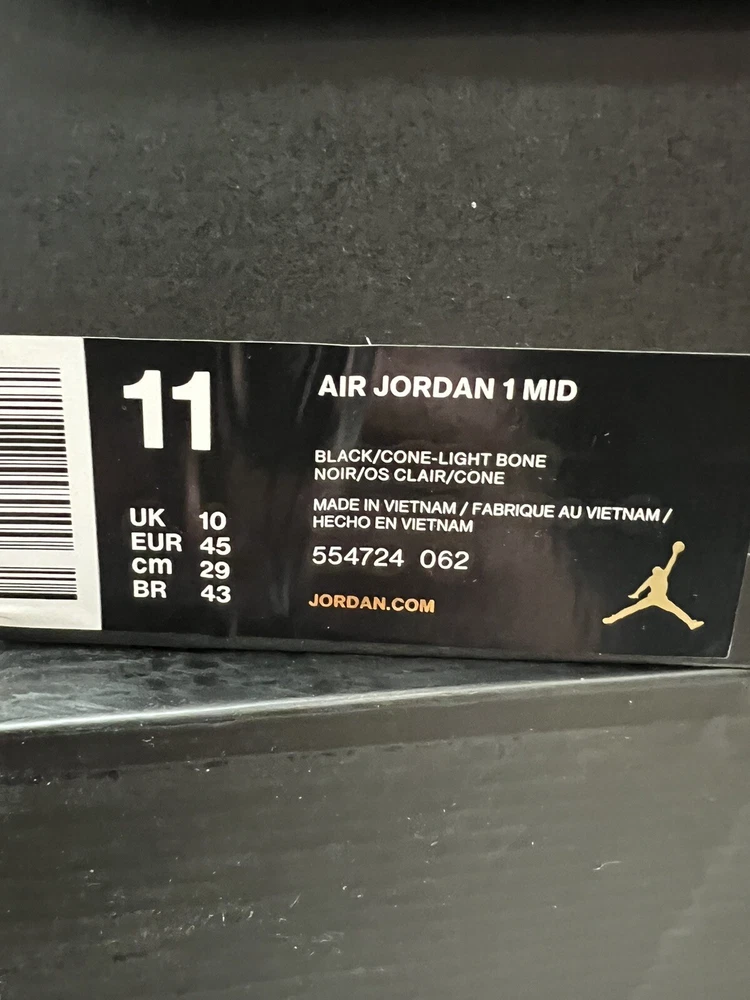 11
AIR JORDAN 1 MID
BLACK/CONE-LIGHT BONE
NOIR/OS CLAIR/CONE
MADE IN VIETNAM / FABRIQUE AU VIETNAM /
HECHO EN VIETNAM
UK 10
EUR 45
cm 29
BR 43
554724 062
JORDAN.COM